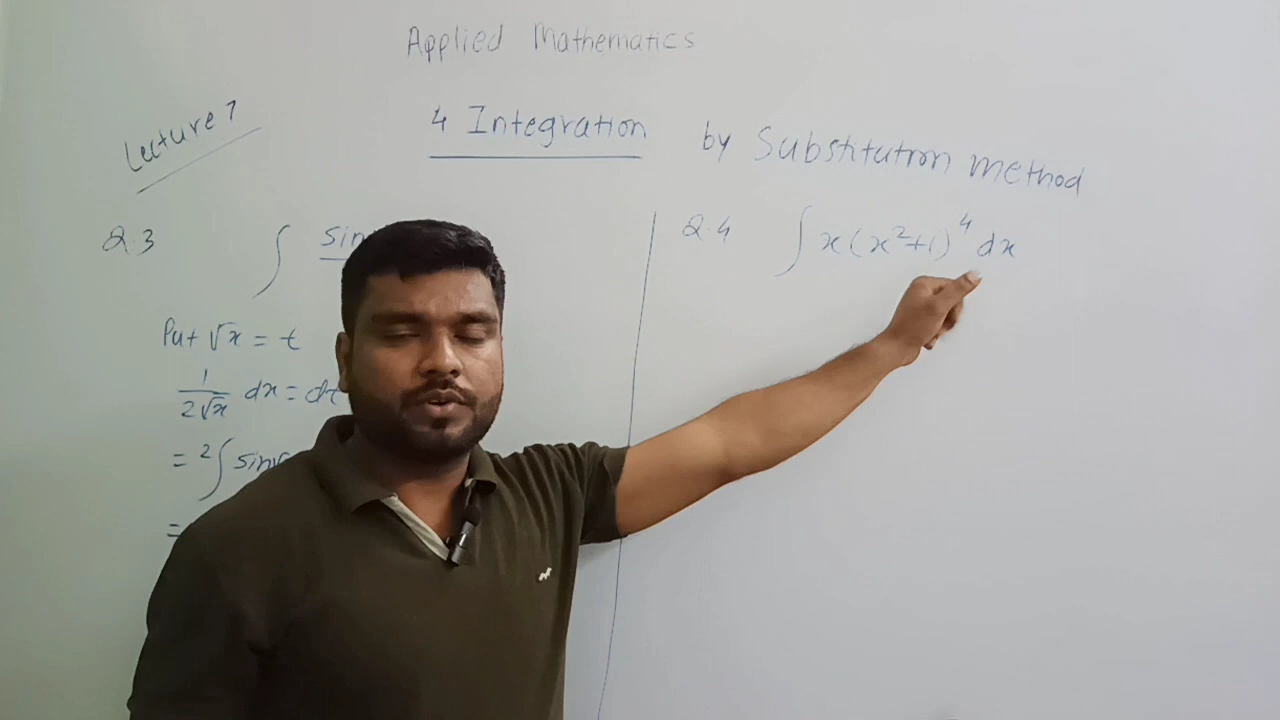 Applied Mathematics
Lecture 7
4 Integration by Substitution method
Q.3 ∫ sin
Put √x = t
1/2√x dx = dt
= 2∫ sin
=
Q.4 ∫ x(x²+1)⁴ dx